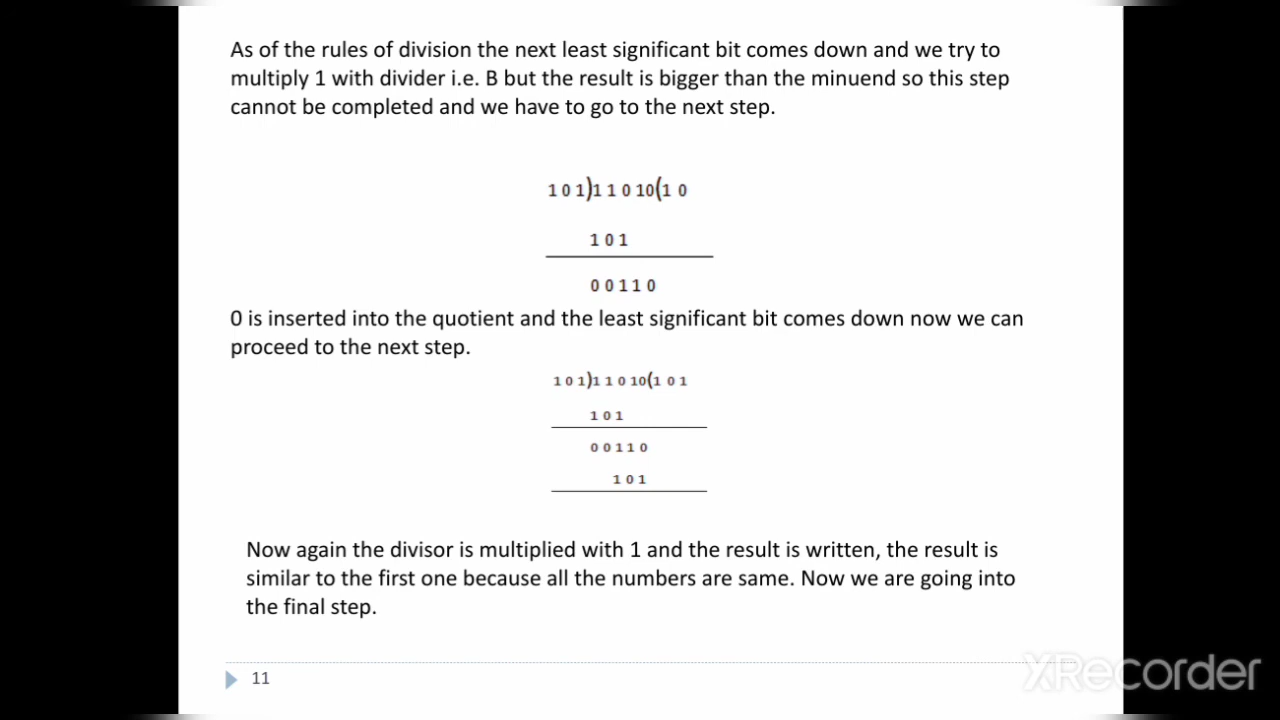 As of the rules of division the next least significant bit comes down and we try to
multiply 1 with divider i.e. B but the result is bigger than the minuend so this step
cannot be completed and we have to go to the next step.
1 0 1)1 1 0 10(1 0
1 0 1
0 0 1 1 0
0 is inserted into the quotient and the least significant bit comes down now we can
proceed to the next step.
1 0 1)1 1 0 10(1 0 1
1 0 1
0 0 1 1 0
1 0 1
Now again the divisor is multiplied with 1 and the result is written, the result is
similar to the first one because all the numbers are same. Now we are going into
the final step.
11
XRecorder